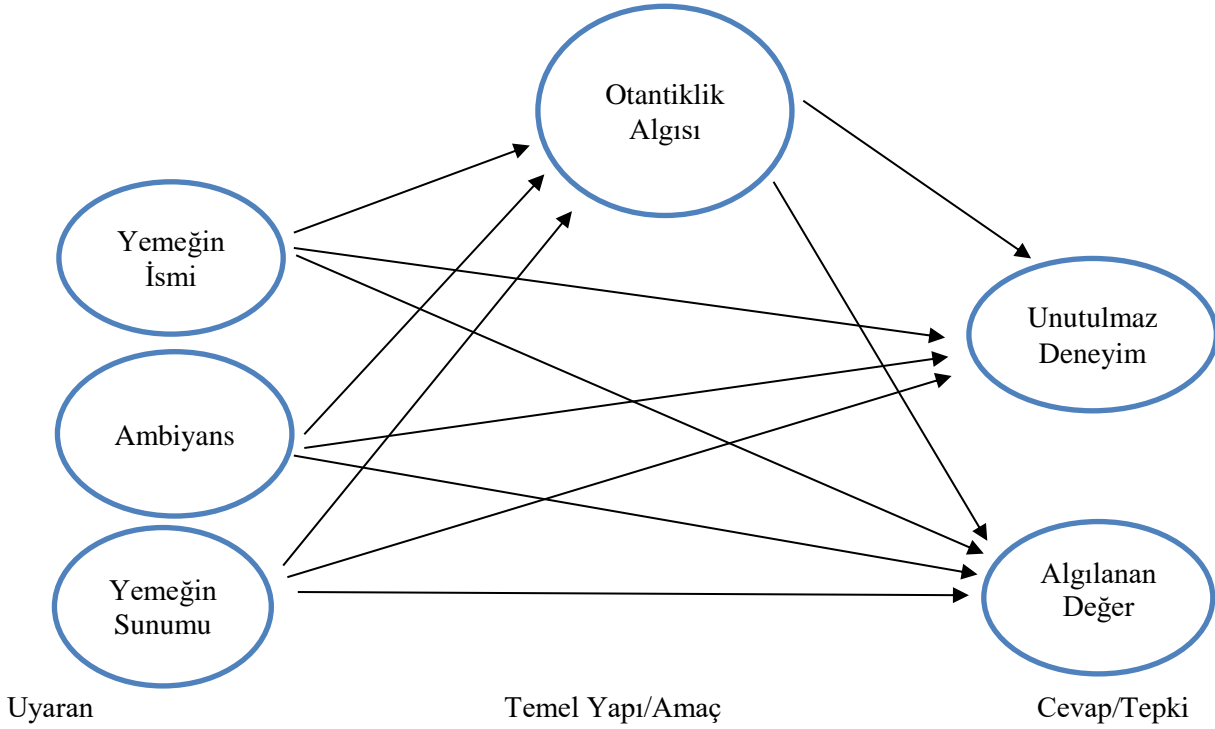 Otantiklik
Algısı
Yemeğin
İsmi
Unutulmaz
Deneyim
Ambiyans
Yemeğin
Sunumu
Algılanan
Değer
Uyaran
Temel Yapı/Amaç
Cevap/Tepki